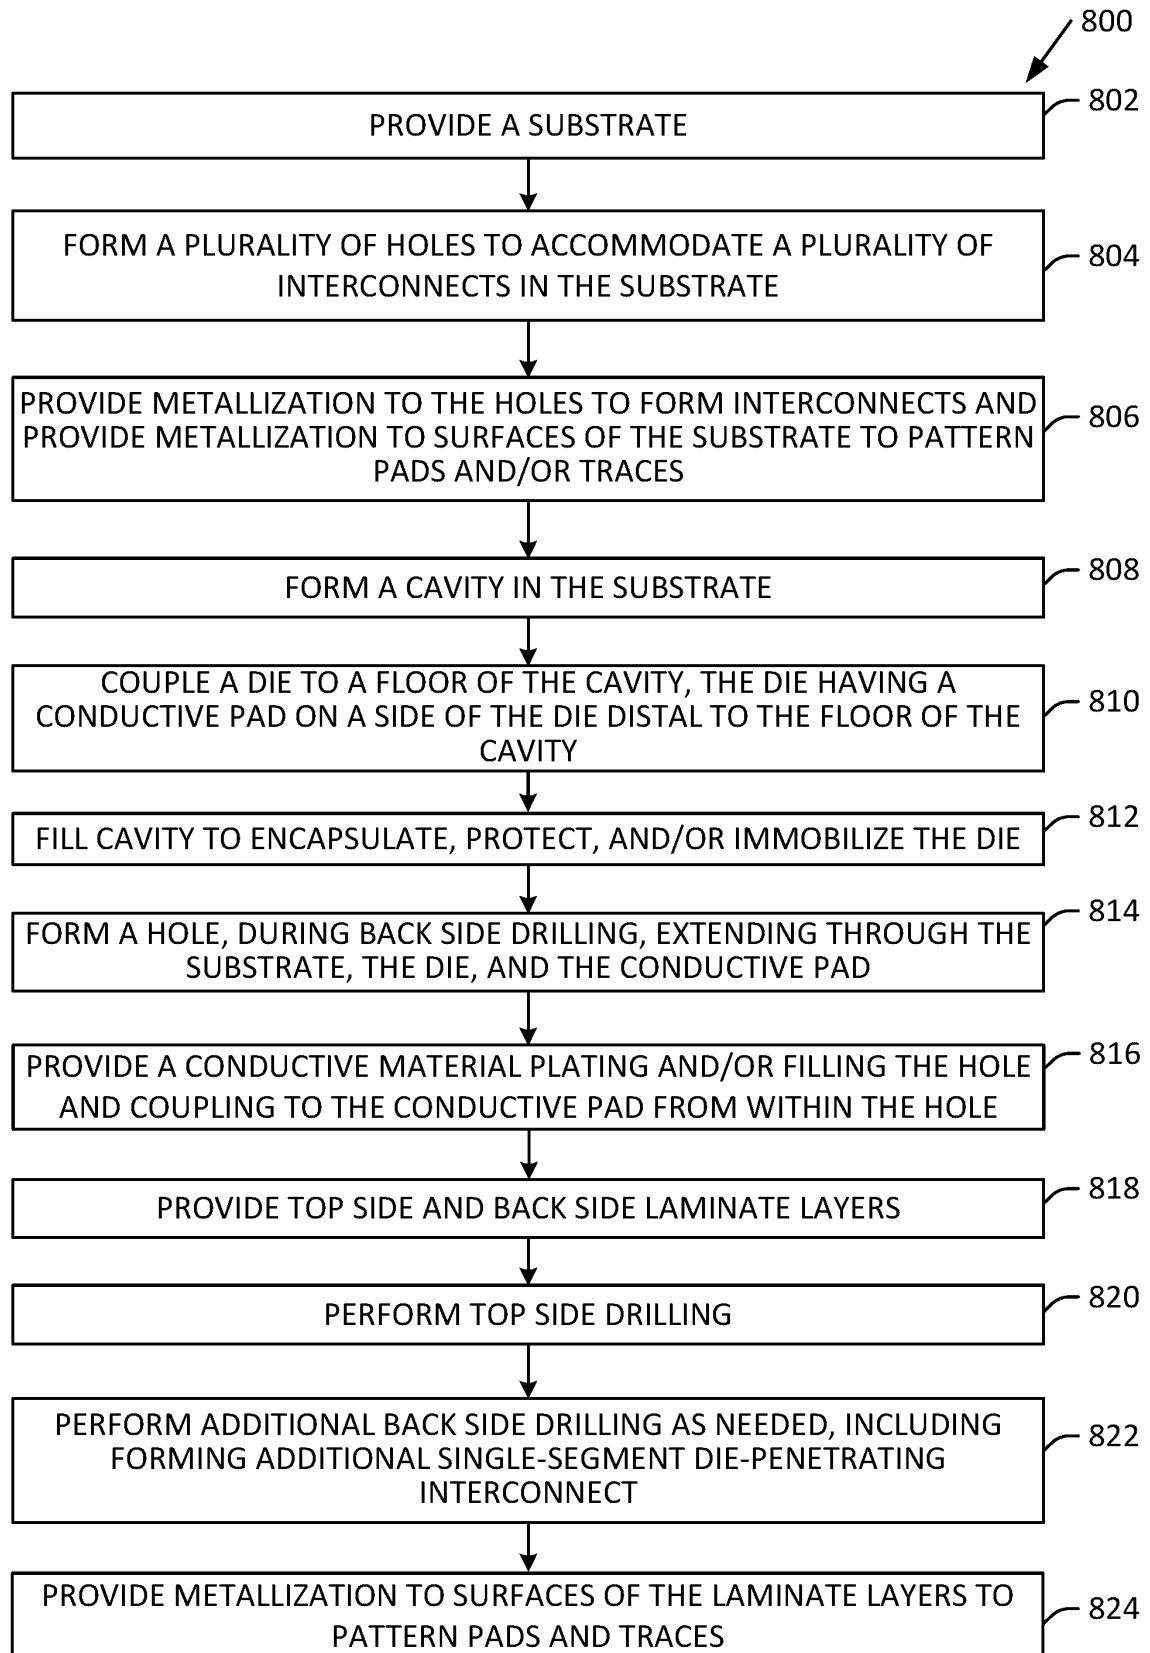 800
802
PROVIDE A SUBSTRATE
804
FORM A PLURALITY OF HOLES TO ACCOMMODATE A PLURALITY OF
INTERCONNECTS IN THE SUBSTRATE
806
PROVIDE METALLIZATION TO THE HOLES TO FORM INTERCONNECTS AND
PROVIDE METALLIZATION TO SURFACES OF THE SUBSTRATE TO PATTERN
PADS AND/OR TRACES
808
FORM A CAVITY IN THE SUBSTRATE
810
COUPLE A DIE TO A FLOOR OF THE CAVITY, THE DIE HAVING A
CONDUCTIVE PAD ON A SIDE OF THE DIE DISTAL TO THE FLOOR OF THE
CAVITY
812
FILL CAVITY TO ENCAPSULATE, PROTECT, AND/OR IMMOBILIZE THE DIE
814
FORM A HOLE, DURING BACK SIDE DRILLING, EXTENDING THROUGH THE
SUBSTRATE, THE DIE, AND THE CONDUCTIVE PAD
816
PROVIDE A CONDUCTIVE MATERIAL PLATING AND/OR FILLING THE HOLE
AND COUPLING TO THE CONDUCTIVE PAD FROM WITHIN THE HOLE
818
PROVIDE TOP SIDE AND BACK SIDE LAMINATE LAYERS
820
PERFORM TOP SIDE DRILLING
822
PERFORM ADDITIONAL BACK SIDE DRILLING AS NEEDED, INCLUDING
FORMING ADDITIONAL SINGLE-SEGMENT DIE-PENETRATING
INTERCONNECT
824
PROVIDE METALLIZATION TO SURFACES OF THE LAMINATE LAYERS TO
PATTERN PADS AND TRACES